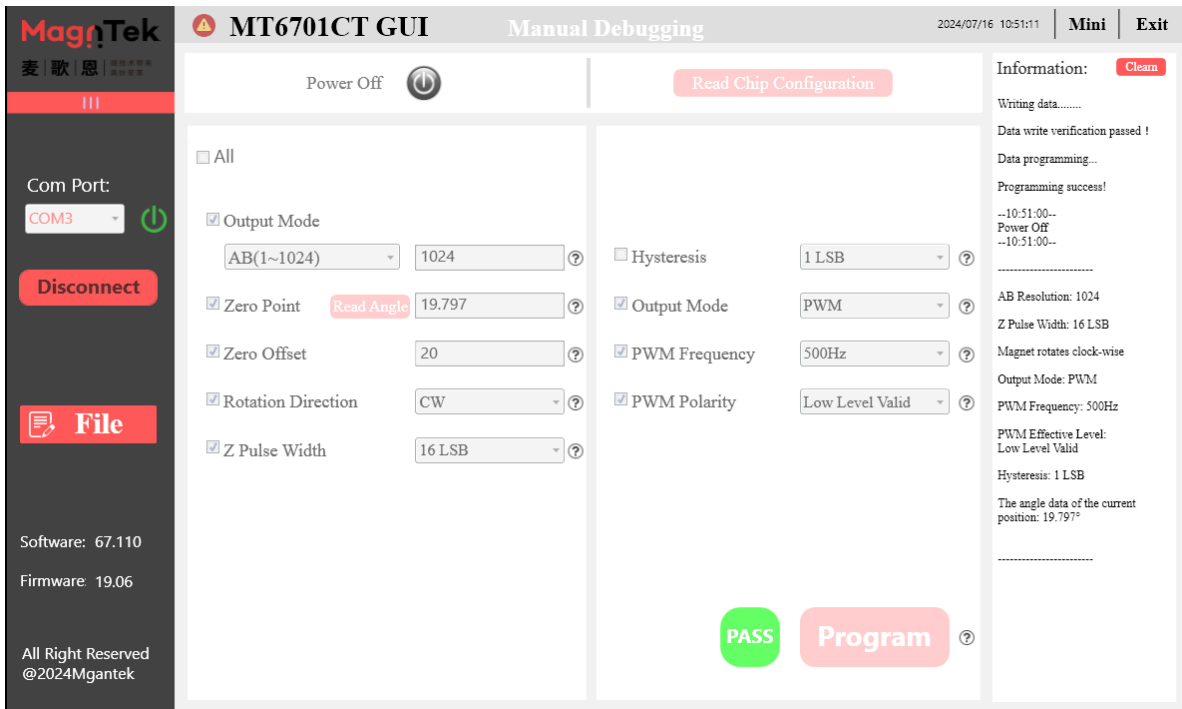 MagnTek
麦歌恩
MT6701CT GUI
Manual Debugging
2024/07/16 10:51:11
Mini
Exit
Com Port:
COM3
Disconnect
File
Software: 67.110
Firmware: 19.06
All Right Reserved
@2024Mgantek
Power Off
Read Chip Configuration
All
Output Mode
AB(1~1024) 1024 ?
Zero Point Read Angle 19.797 ?
Zero Offset 20 ?
Rotation Direction CW ?
Z Pulse Width 16 LSB ?
Hysteresis 1 LSB ?
Output Mode PWM ?
PWM Frequency 500Hz ?
PWM Polarity Low Level Valid ?
PASS Program ?
Information: Clearn
Writing data........
Data write verification passed !
Data programming...
Programming success!
--10:51:00--
Power Off
--10:51:00--
------------------------
AB Resolution: 1024
Z Pulse Width: 16 LSB
Magnet rotates clock-wise
Output Mode: PWM
PWM Frequency: 500Hz
PWM Effective Level:
Low Level Valid
Hysteresis: 1 LSB
The angle data of the current
position: 19.797°
------------------------